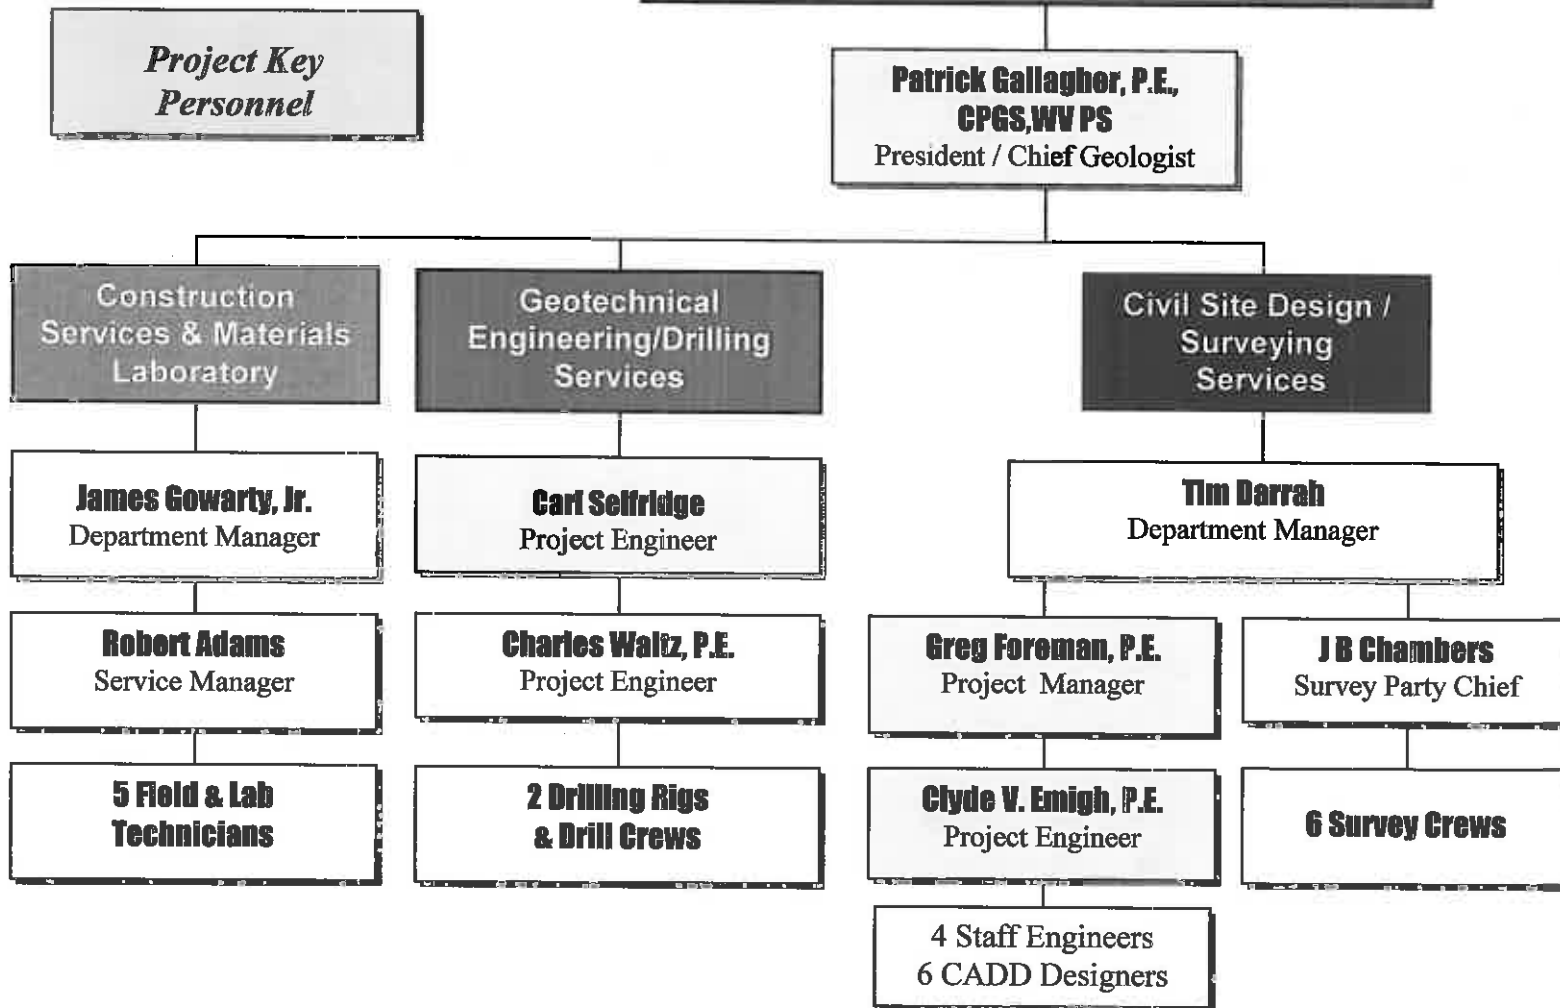 Project Key
Personnel
Patrick Gallagher, P.E.,
CPGS,WV PS
President / Chief Geologist
Construction
Services & Materials
Laboratory
James Gowarty, Jr.
Department Manager
Robert Adams
Service Manager
5 Field & Lab
Technicians
Geotechnical
Engineering/Drilling
Services
Carl Selfridge
Project Engineer
Charles Waltz, P.E.
Project Engineer
2 Drilling Rigs
& Drill Crews
Civil Site Design /
Surveying
Services
Tim Darrah
Department Manager
Greg Foreman, P.E.
Project Manager
Clyde V. Emigh, P.E.
Project Engineer
4 Staff Engineers
6 CADD Designers
J B Chambers
Survey Party Chief
6 Survey Crews